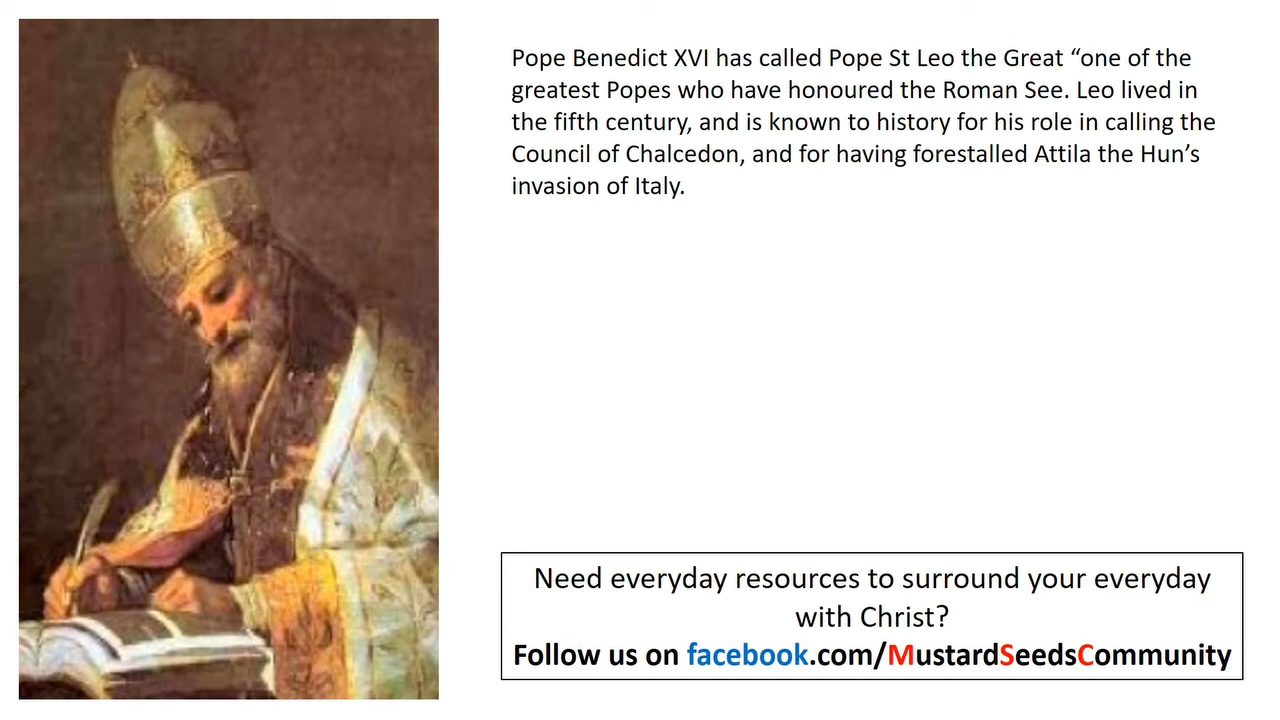 Pope Benedict XVI has called Pope St Leo the Great “one of the
greatest Popes who have honoured the Roman See. Leo lived in
the fifth century, and is known to history for his role in calling the
Council of Chalcedon, and for having forestalled Attila the Hun’s
invasion of Italy.
Need everyday resources to surround your everyday
with Christ?
Follow us on facebook.com/MustardSeedsCommunity